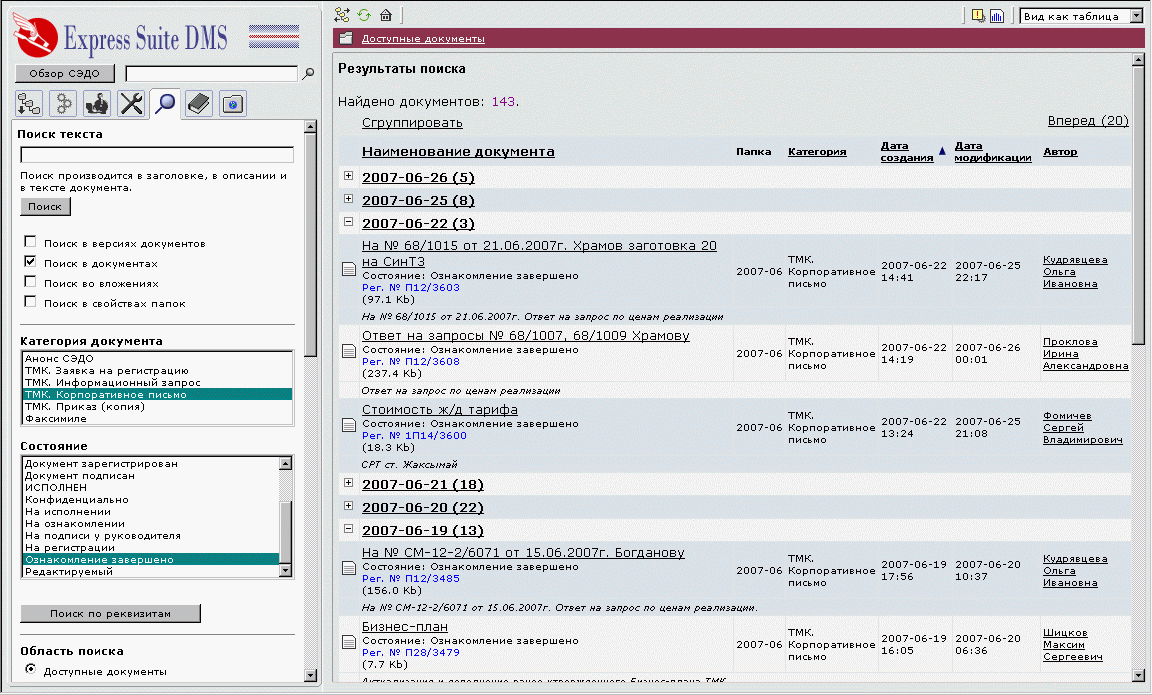 Express Suite DMS
Обзор СЭДО
Поиск текста
Поиск производится в заголовке, в описании и
в тексте документа.
Поиск
Поиск в версиях документов
Поиск в документах
Поиск во вложениях
Поиск в свойствах папок
Категория документа
Анонс СЭДО
ТМК. Заявка на регистрацию
ТМК. Информационный запрос
ТМК. Корпоративное письмо
ТМК. Приказ (копия)
Факсимиле
Состояние
Документ зарегистрирован
Документ подписан
ИСПОЛНЕН
Конфиденциально
На исполнении
На ознакомлении
На подписи у руководителя
На регистрации
Ознакомление завершено
Редактируемый
Поиск по реквизитам
Область поиска
Доступные документы
Вид как таблица
Доступные документы
Результаты поиска
Найдено документов: 143.
Сгруппировать
Вперед (20)
Наименование документа Папка Категория Дата создания Дата модификации Автор
2007-06-26 (5)
2007-06-25 (8)
2007-06-22 (3)
На № 68/1015 от 21.06.2007г. Храмов заготовка 20
на СинТЗ
Состояние: Ознакомление завершено
Рег. № П12/3603
(97.1 Kb)
2007-06
ТМК.
Корпоративное
письмо
2007-06-22
14:41
2007-06-25
22:17
Кудрявцева
Ольга
Ивановна
На № 68/1015 от 21.06.2007г. Ответ на запрос по ценам реализации
Ответ на запросы № 68/1007, 68/1009 Храмову
Состояние: Ознакомление завершено
Рег. № П12/3608
(237.4 Kb)
2007-06
ТМК.
Корпоративное
письмо
2007-06-22
14:19
2007-06-26
00:01
Проклова
Ирина
Александровна
Ответ на запрос по ценам реализации
Стоимость ж/д тарифа
Состояние: Ознакомление завершено
Рег. № 1П14/3600
(18.3 Kb)
2007-06
ТМК.
Корпоративное
письмо
2007-06-22
13:24
2007-06-25
21:08
Фомичев
Сергей
Владимирович
СРТ ст. Жаксымай
2007-06-21 (18)
2007-06-20 (22)
2007-06-19 (13)
На № СМ-12-2/6071 от 15.06.2007г. Богданову
Состояние: Ознакомление завершено
Рег. № П12/3485
(156.0 Kb)
2007-06
ТМК.
Корпоративное
письмо
2007-06-19
17:56
2007-06-20
10:37
Кудрявцева
Ольга
Ивановна
На № СМ-12-2/6071 от 15.06.2007г. Ответ на запрос по ценам реализации.
Бизнес-план
Состояние: Ознакомление завершено
Рег. № П28/3479
(7.7 Kb)
2007-06
ТМК.
Корпоративное
письмо
2007-06-19
16:05
2007-06-20
06:36
Шицков
Максим
Сергеевич
Актуализация и дополнение ранее утвержденного Бизнес-плана ТМК